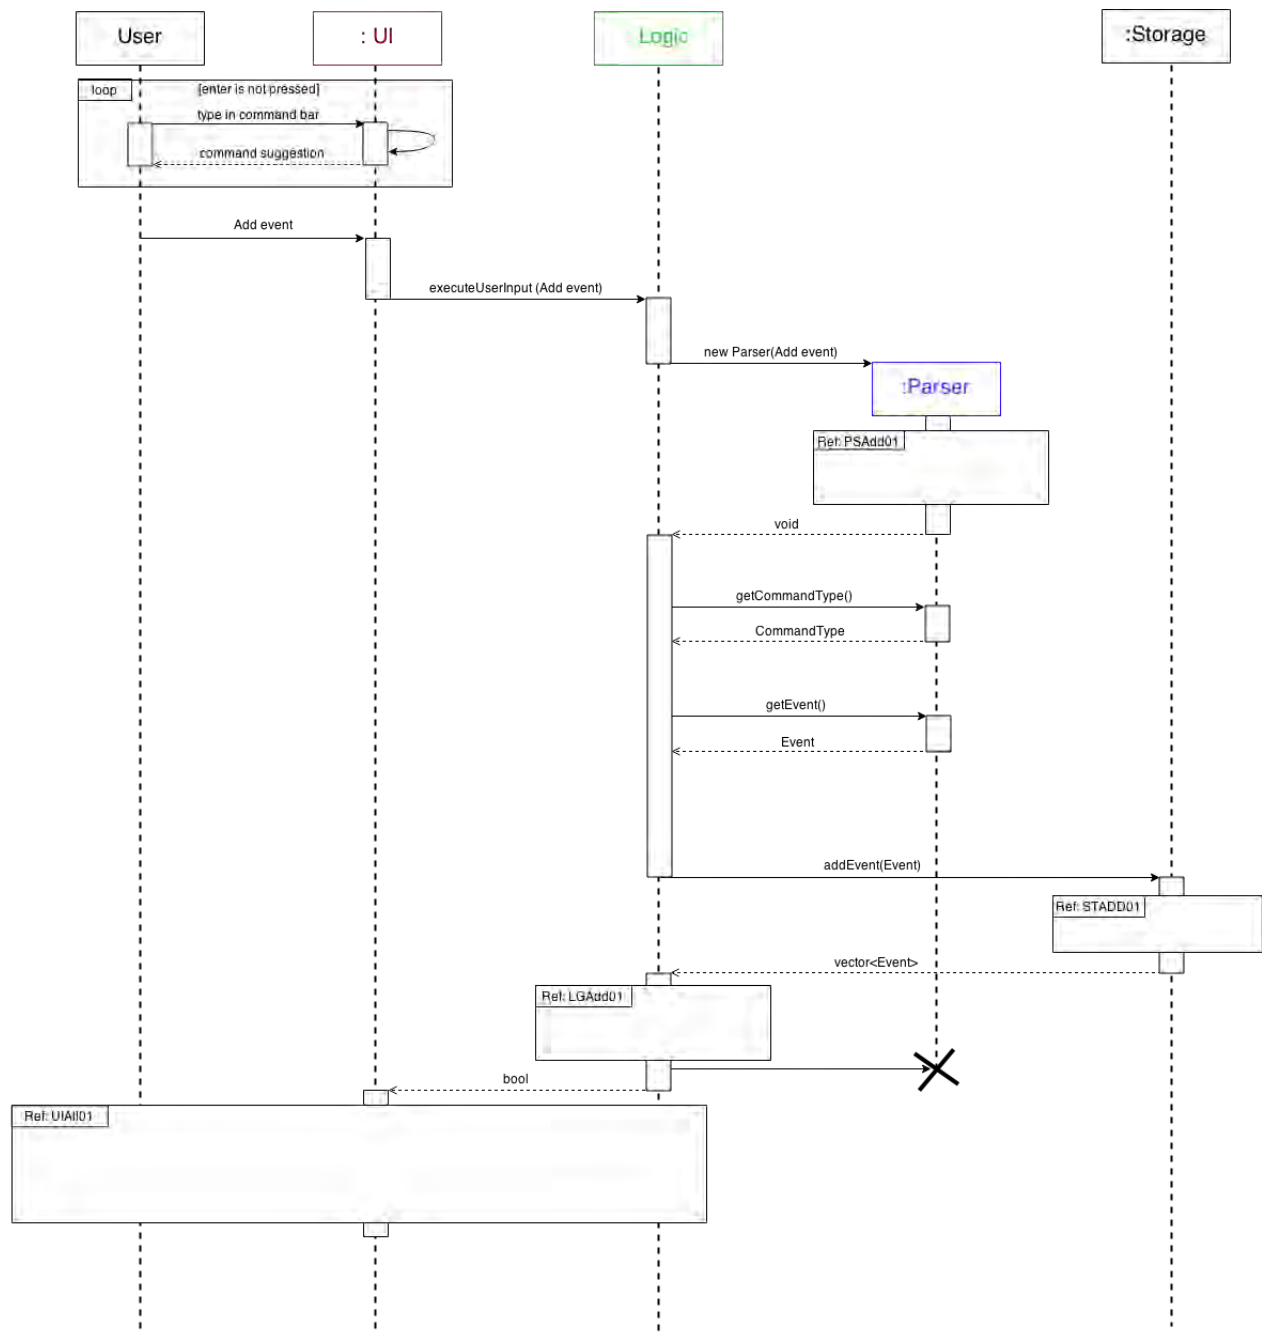 User
: UI
: Logic
:Storage
loop
[enter is not pressed]
type in command bar
command suggestion
Add event
executeUserInput (Add event)
new Parser(Add event)
:Parser
Ref: PSAdd01
void
getCommandType()
CommandType
getEvent()
Event
addEvent(Event)
Ref: STADD01
vector<Event>
Ref: LGAdd01
bool
Ref: UIAll01